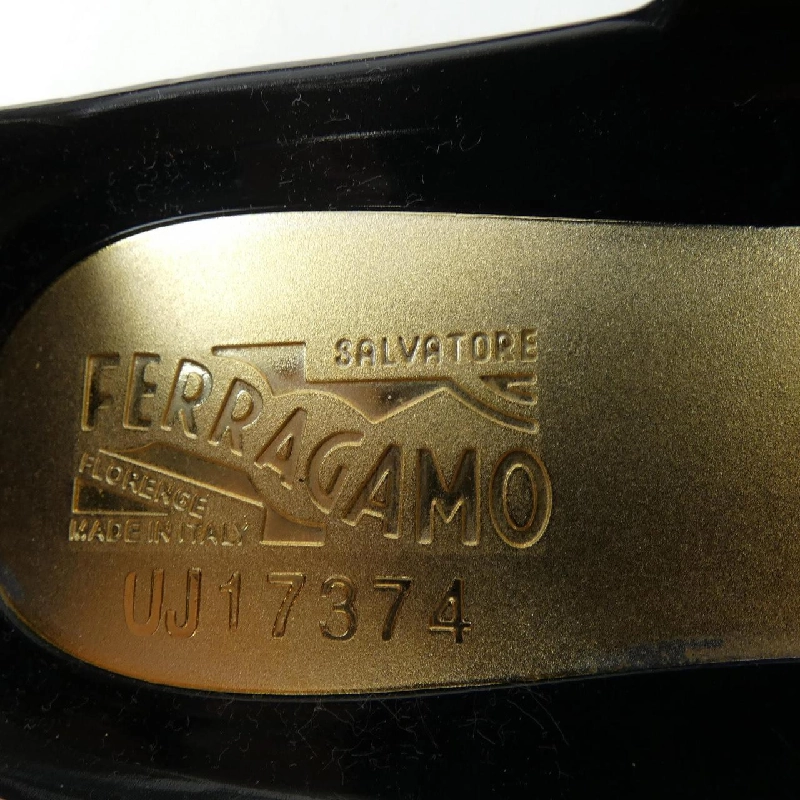 SALVATORE
FERRAGAMO
FLORENCE
MADE IN ITALY
UJ17374